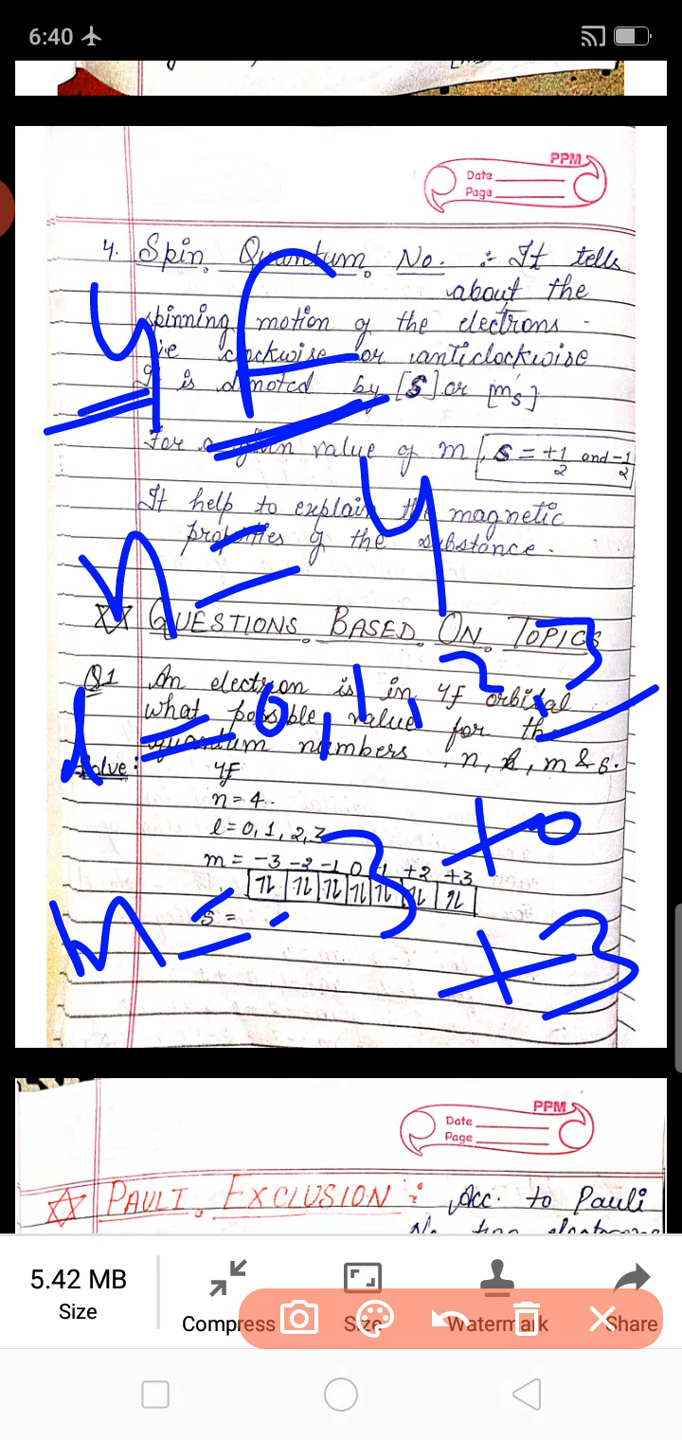 6:40
PPM
Date
Page
4. Spin Quantum No. :- It tells
about the
spinning motion of the electrons -
ie clockwise or anticlockwise
It is denoted by [S] or [ms]
For a given value of m, S = +1/2 and -1/2
It help to explain the magnetic
properties of the substance.
QUESTIONS BASED ON TOPICS
Q1 An electron is in 4f orbital
what possible value for the
quantum numbers n, l, m & s.
Solve: 4f
n = 4
l = 0, 1, 2, 3
m = -3 -2 -1 0 +1 +2 +3
s =
4f
n = 4
l = 0, 1, 2, 3
m = -3 to +3
PPM
Date
Page
PAULI EXCLUSION : Acc. to Pauli
No two electrons
5.42 MB
Size
Compress
Size
Watermark
Share